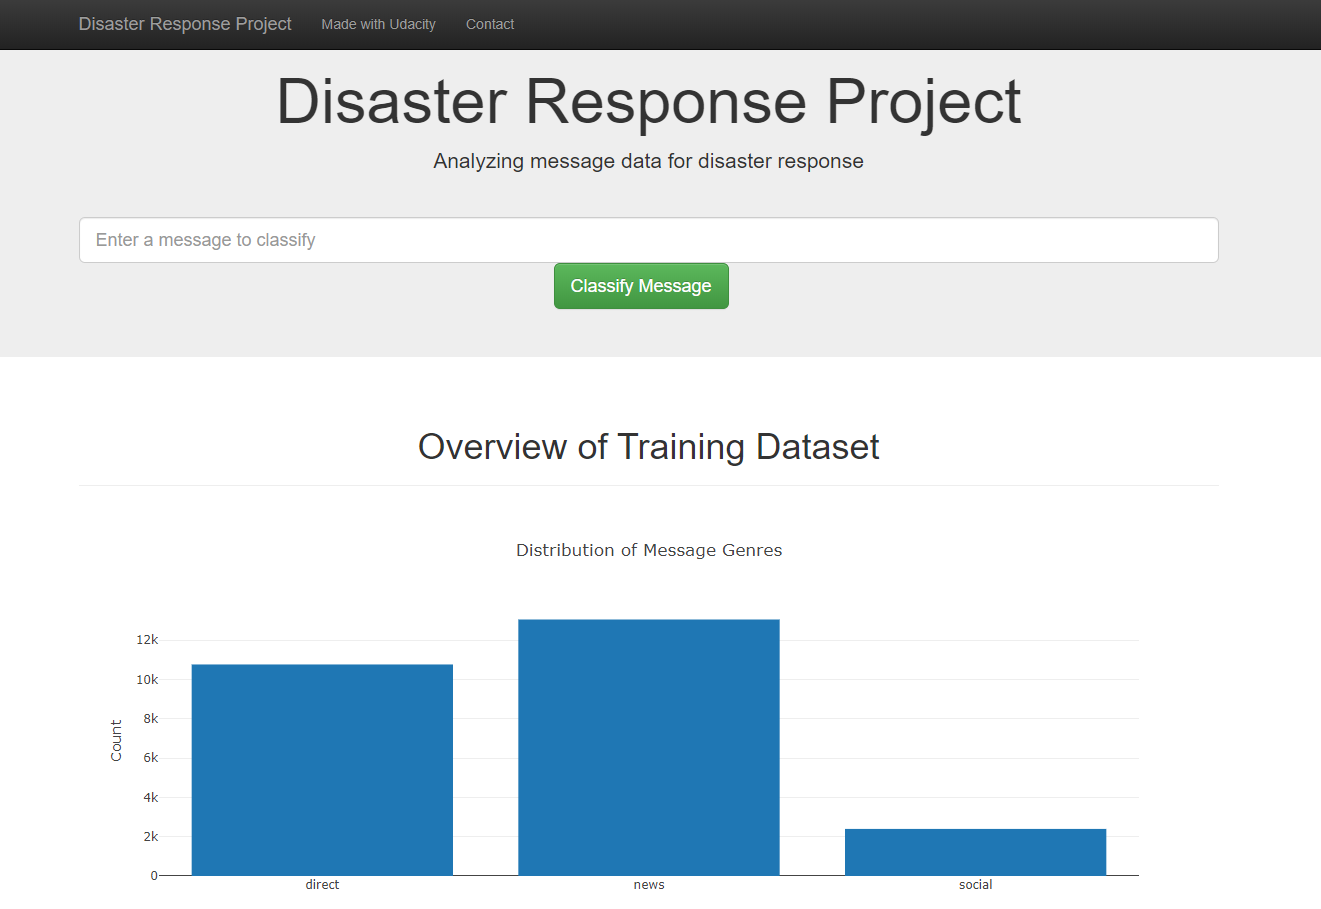 Disaster Response Project Made with Udacity Contact
Disaster Response Project
Analyzing message data for disaster response
Enter a message to classify
Classify Message
Overview of Training Dataset
Distribution of Message Genres
12k
10k
8k
6k
4k
2k
0
Count
direct news social